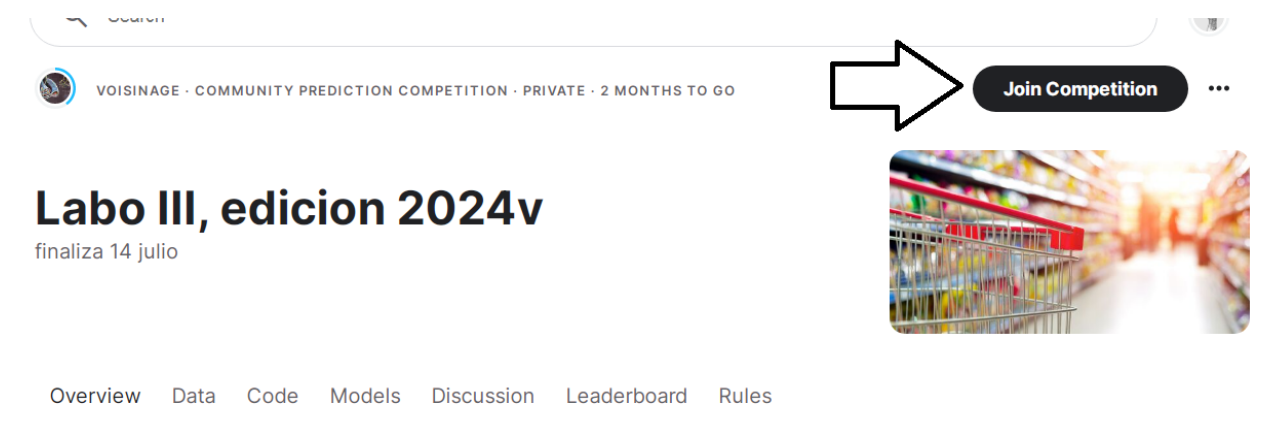 Search
VOISINAGE · COMMUNITY PREDICTION COMPETITION · PRIVATE · 2 MONTHS TO GO
Join Competition
Labo III, edicion 2024v
finaliza 14 julio
Overview Data Code Models Discussion Leaderboard Rules